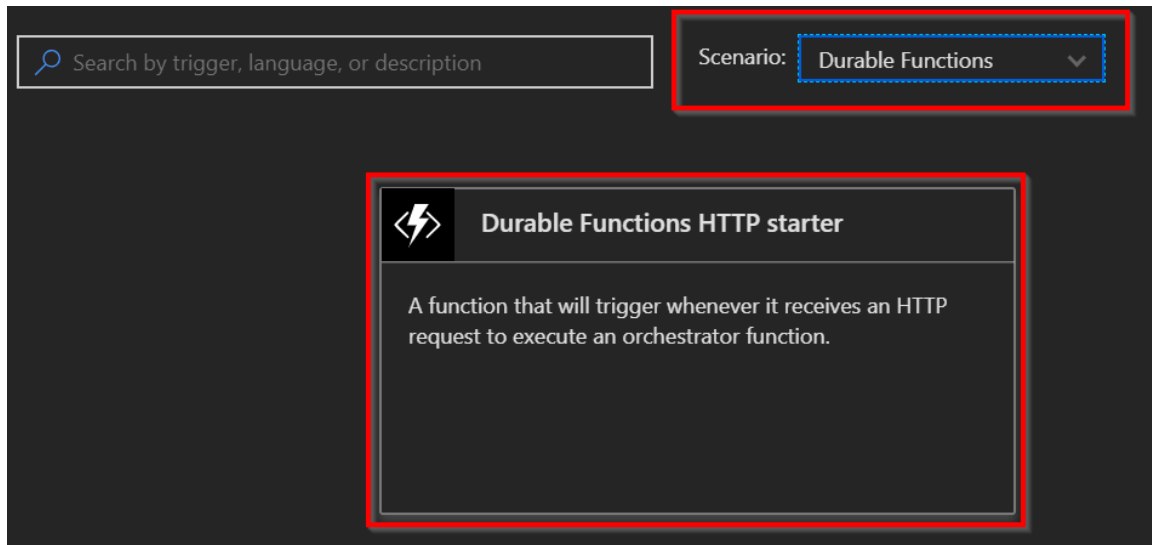 Search by trigger, language, or description
Scenario: Durable Functions
Durable Functions HTTP starter
A function that will trigger whenever it receives an HTTP
request to execute an orchestrator function.